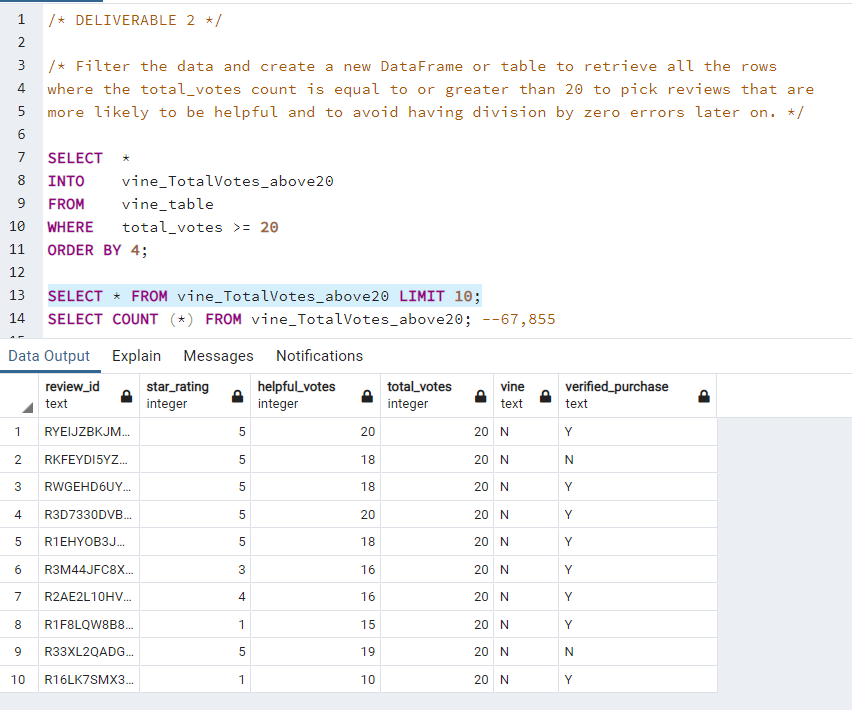 1 /* DELIVERABLE 2 */
2
3 /* Filter the data and create a new DataFrame or table to retrieve all the rows
4 where the total_votes count is equal to or greater than 20 to pick reviews that are
5 more likely to be helpful and to avoid having division by zero errors later on. */
6
7 SELECT *
8 INTO vine_TotalVotes_above20
9 FROM vine_table
10 WHERE total_votes >= 20
11 ORDER BY 4;
12
13 SELECT * FROM vine_TotalVotes_above20 LIMIT 10;
14 SELECT COUNT (*) FROM vine_TotalVotes_above20; --67,855
Data Output Explain Messages Notifications
review_id star_rating helpful_votes total_votes vine verified_purchase
text integer integer integer text text
1 RYEIJZBKJM... 5 20 20 N Y
2 RKFEYDI5YZ... 5 18 20 N N
3 RWGEHD6UY... 5 18 20 N Y
4 R3D7330DVB... 5 20 20 N Y
5 R1EHYOB3J... 5 18 20 N Y
6 R3M44JFC8X... 3 16 20 N Y
7 R2AE2L10HV... 4 16 20 N Y
8 R1F8LQW8B8... 1 15 20 N Y
9 R33XL2QADG... 5 19 20 N N
10 R16LK7SMX3... 1 10 20 N Y